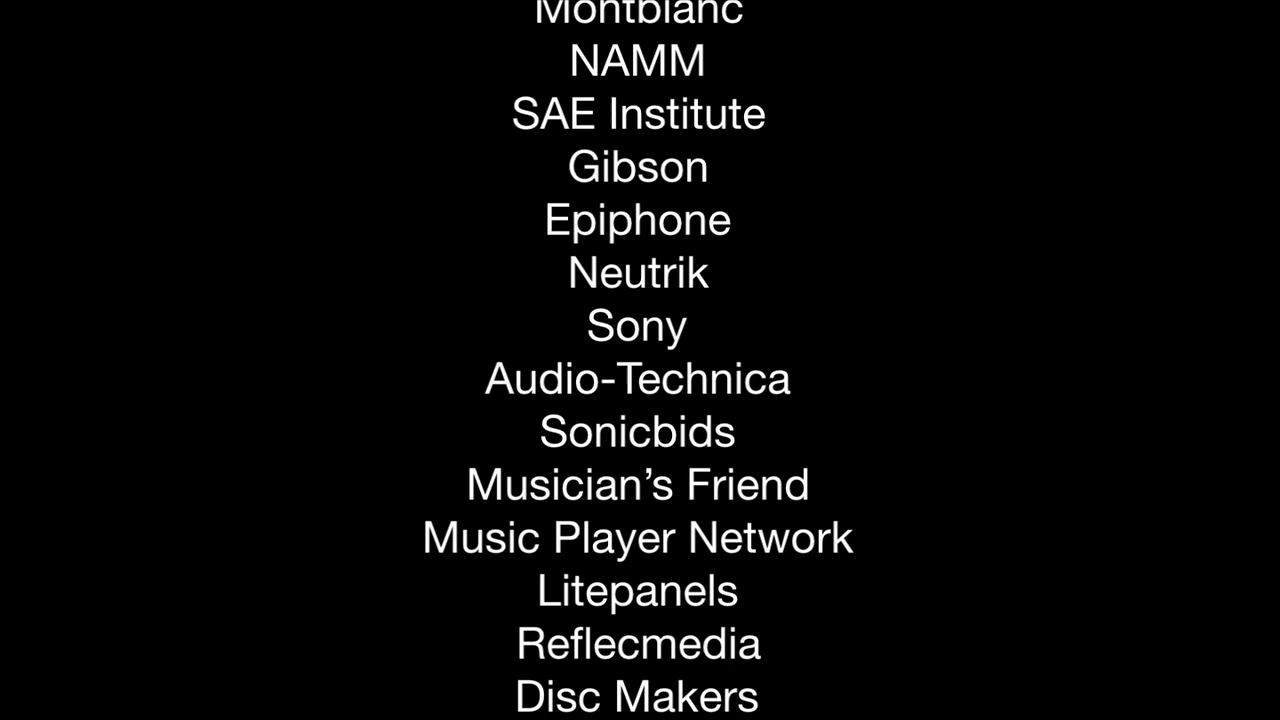 Montblanc
NAMM
SAE Institute
Gibson
Epiphone
Neutrik
Sony
Audio-Technica
Sonicbids
Musician’s Friend
Music Player Network
Litepanels
Reflecmedia
Disc Makers